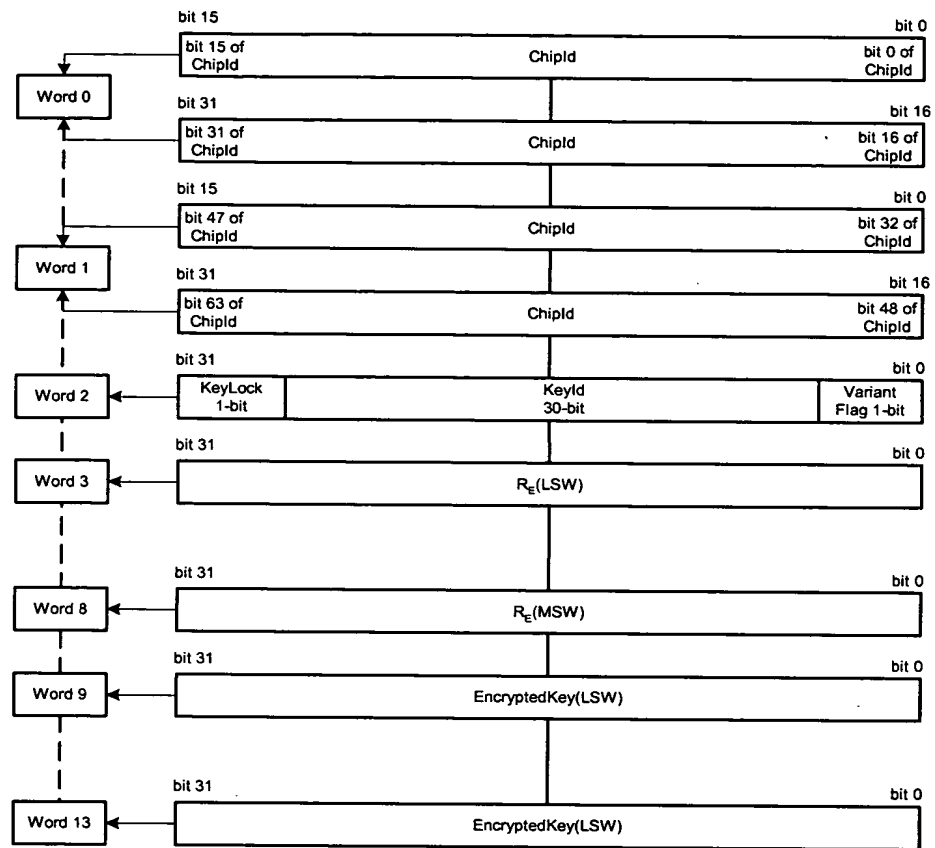 bit 15
bit 0
bit 15 of ChipId
ChipId
bit 0 of ChipId
Word 0
bit 31
bit 16
bit 31 of ChipId
ChipId
bit 16 of ChipId
bit 15
bit 0
bit 47 of ChipId
ChipId
bit 32 of ChipId
Word 1
bit 31
bit 16
bit 63 of ChipId
ChipId
bit 48 of ChipId
bit 31
bit 0
Word 2
KeyLock 1-bit
KeyId 30-bit
Variant Flag 1-bit
bit 31
bit 0
Word 3
R_E(LSW)
bit 31
bit 0
Word 8
R_E(MSW)
bit 31
bit 0
Word 9
EncryptedKey(LSW)
bit 31
bit 0
Word 13
EncryptedKey(LSW)